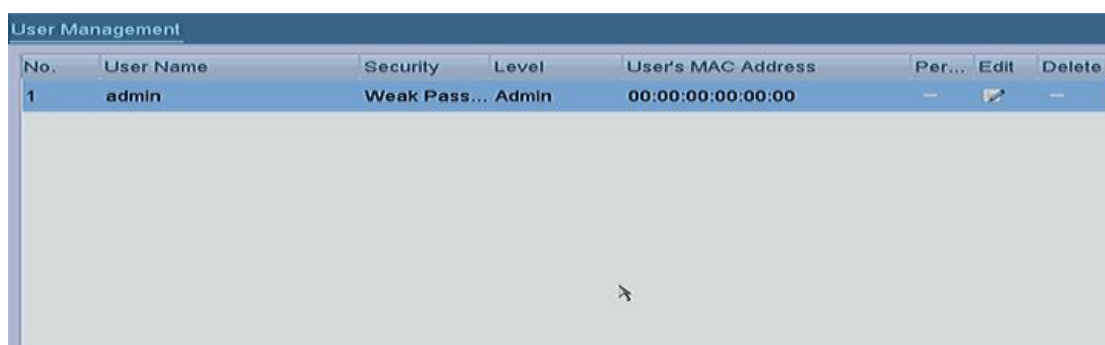 User Management
No. User Name Security Level User's MAC Address Per... Edit Delete
1 admin Weak Pass... Admin 00:00:00:00:00:00 — —